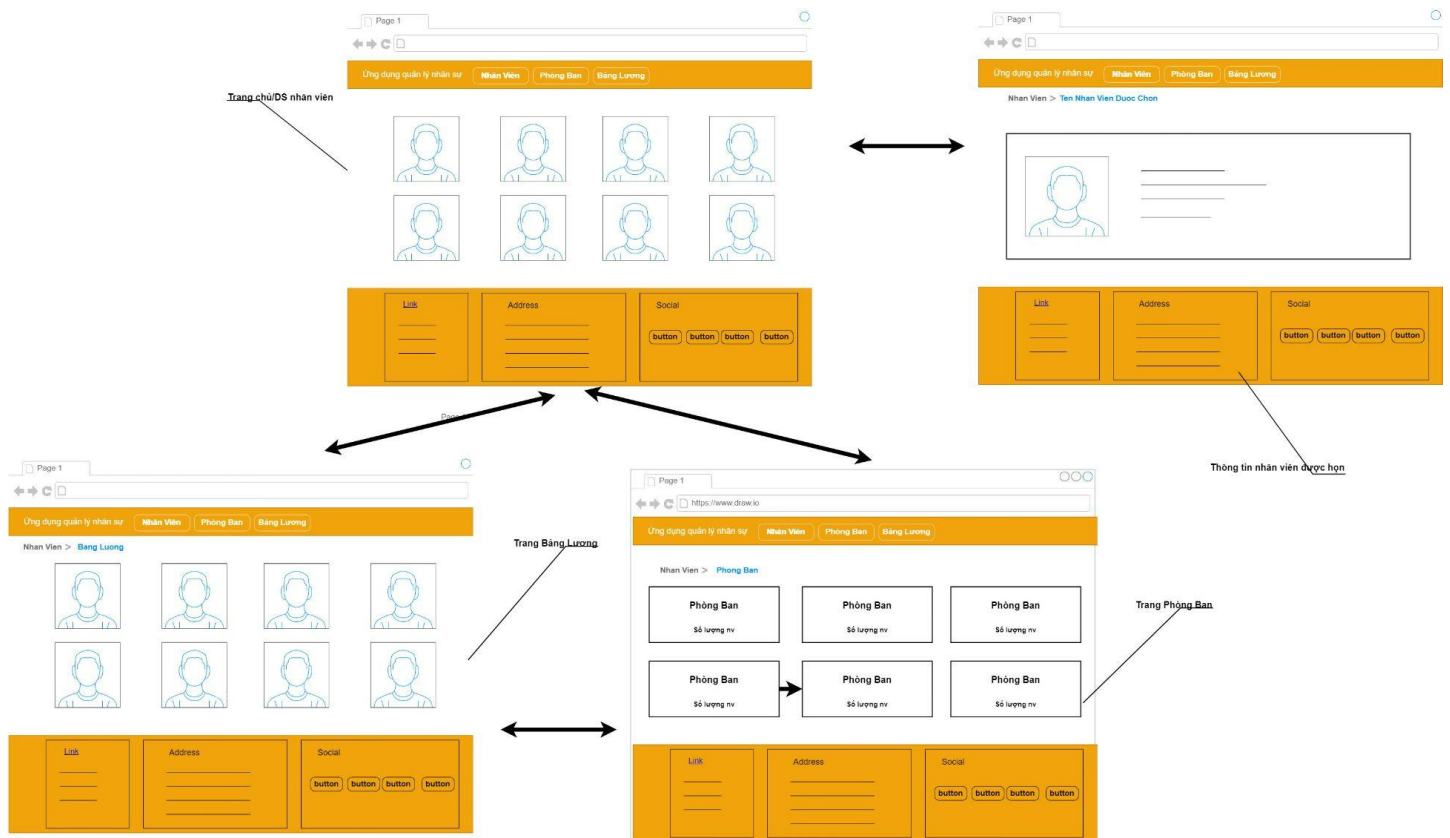 Page 1
Ứng dụng quản lý nhân sự Nhân Viên Phòng Ban Bảng Lương
Trang chủ/DS nhân viên
Link Address Social
button button button button
Page 1
Ứng dụng quản lý nhân sự Nhân Viên Phòng Ban Bảng Lương
Nhan Vien > Ten Nhan Vien Duoc Chon
Link Address Social
button button button button
Thông tin nhân viên được họn
Page 1
Ứng dụng quản lý nhân sự Nhân Viên Phòng Ban Bảng Lương
Nhan Vien > Bang Luong
Link Address Social
button button button button
Trang Bảng Lương
Page 1
https://www.draw.io
Ứng dụng quản lý nhân sự Nhân Viên Phòng Ban Bảng Lương
Nhan Vien > Phong Ban
Phòng Ban Phòng Ban Phòng Ban
Số lượng nv Số lượng nv Số lượng nv
Phòng Ban Phòng Ban Phòng Ban
Số lượng nv Số lượng nv Số lượng nv
Link Address Social
button button button button
Trang Phòng Ban